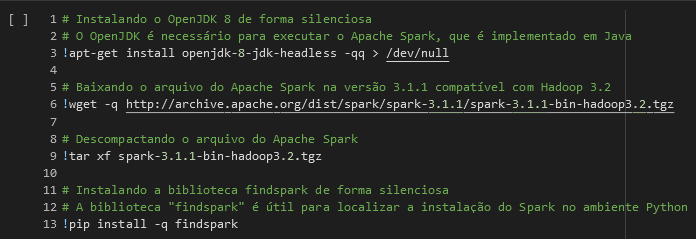 [ ] 1 # Instalando o OpenJDK 8 de forma silenciosa
2 # O OpenJDK é necessário para executar o Apache Spark, que é implementado em Java
3 !apt-get install openjdk-8-jdk-headless -qq > /dev/null
4
5 # Baixando o arquivo do Apache Spark na versão 3.1.1 compatível com Hadoop 3.2
6 !wget -q http://archive.apache.org/dist/spark/spark-3.1.1/spark-3.1.1-bin-hadoop3.2.tgz
7
8 # Descompactando o arquivo do Apache Spark
9 !tar xf spark-3.1.1-bin-hadoop3.2.tgz
10
11 # Instalando a biblioteca findspark de forma silenciosa
12 # A biblioteca "findspark" é útil para localizar a instalação do Spark no ambiente Python
13 !pip install -q findspark